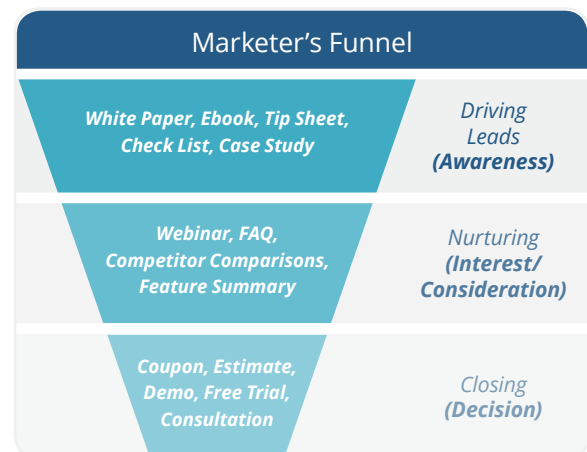 Marketer’s Funnel
White Paper, Ebook, Tip Sheet,
Check List, Case Study
Driving
Leads
(Awareness)
Webinar, FAQ,
Competitor Comparisons,
Feature Summary
Nurturing
(Interest/
Consideration)
Coupon, Estimate,
Demo, Free Trial,
Consultation
Closing
(Decision)